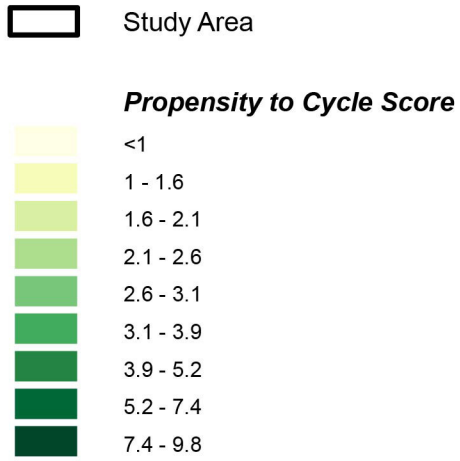 Study Area
Propensity to Cycle Score
<1
1 - 1.6
1.6 - 2.1
2.1 - 2.6
2.6 - 3.1
3.1 - 3.9
3.9 - 5.2
5.2 - 7.4
7.4 - 9.8